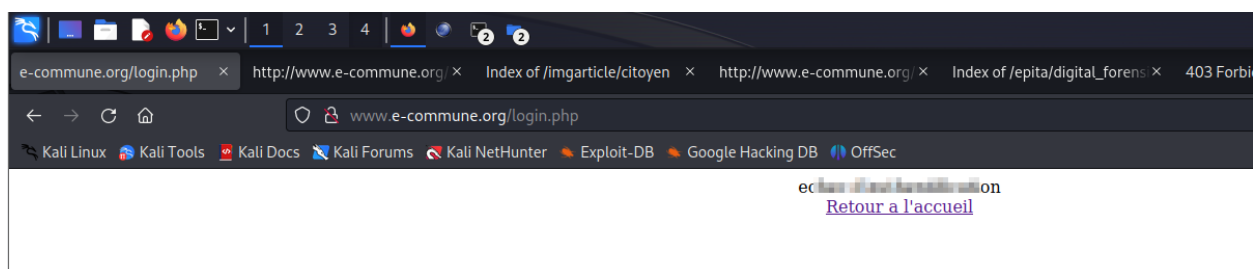 1 2 3 4 2 2
e-commune.org/login.php × http://www.e-commune.org/ × Index of /imgarticle/citoyen × http://www.e-commune.org/ × Index of /epita/digital_forensi × 403 Forbi
www.e-commune.org/login.php
Kali Linux Kali Tools Kali Docs Kali Forums Kali NetHunter Exploit-DB Google Hacking DB OffSec
Retour a l'accueil